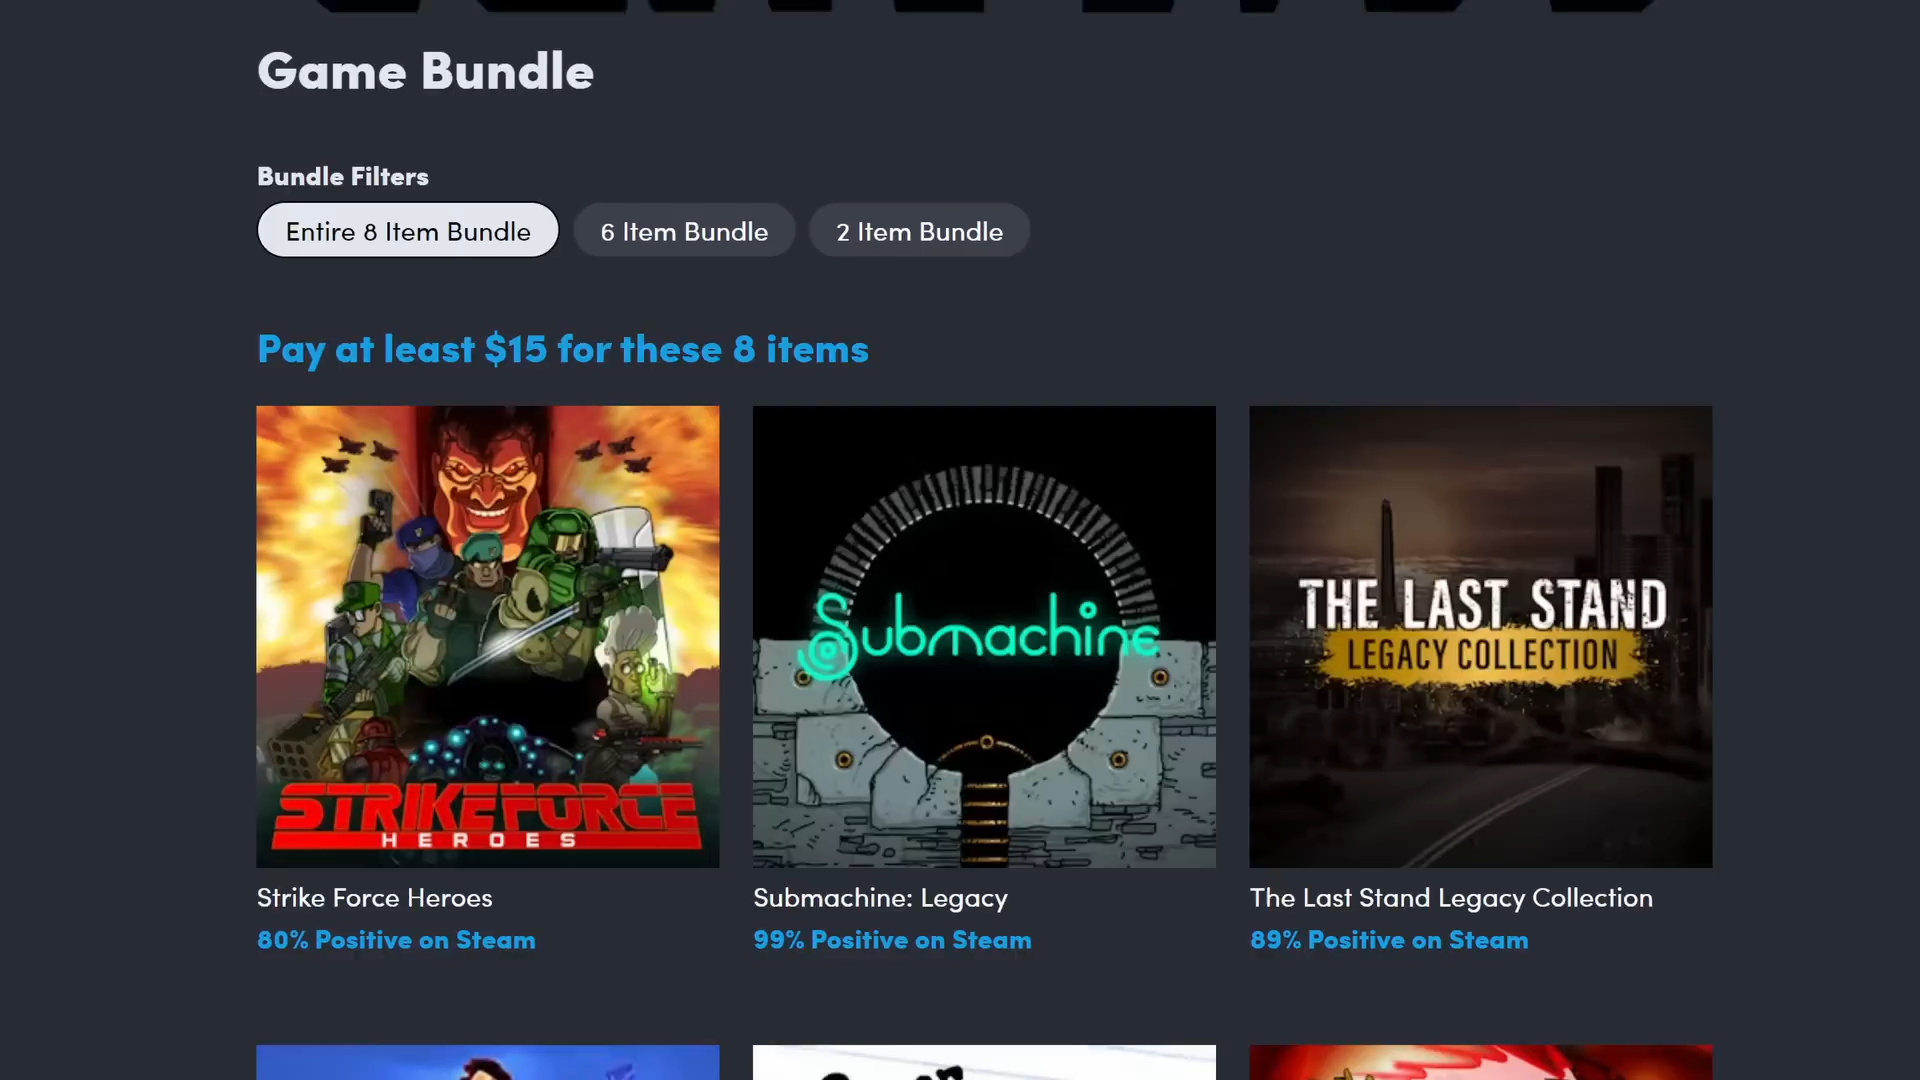 Game Bundle
Bundle Filters
Entire 8 Item Bundle
6 Item Bundle
2 Item Bundle
Pay at least $15 for these 8 items
STRIKE FORCE
HEROES
Submachine
THE LAST STAND
LEGACY COLLECTION
Strike Force Heroes
Submachine: Legacy
The Last Stand Legacy Collection
80% Positive on Steam
99% Positive on Steam
89% Positive on Steam